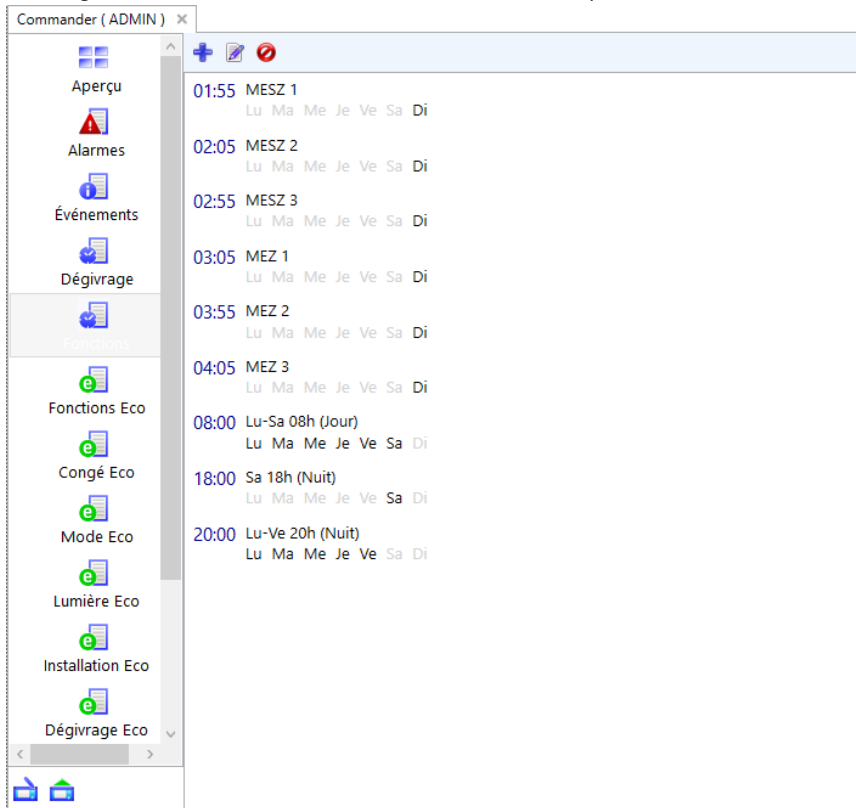 Commander ( ADMIN )
Aperçu
Alarmes
Événements
Dégivrage
Fonctions
Fonctions Eco
Congé Eco
Mode Eco
Lumière Eco
Installation Eco
Dégivrage Eco
01:55 MESZ 1
Lu Ma Me Je Ve Sa Di
02:05 MESZ 2
Lu Ma Me Je Ve Sa Di
02:55 MESZ 3
Lu Ma Me Je Ve Sa Di
03:05 MEZ 1
Lu Ma Me Je Ve Sa Di
03:55 MEZ 2
Lu Ma Me Je Ve Sa Di
04:05 MEZ 3
Lu Ma Me Je Ve Sa Di
08:00 Lu-Sa 08h (Jour)
Lu Ma Me Je Ve Sa Di
18:00 Sa 18h (Nuit)
Lu Ma Me Je Ve Sa Di
20:00 Lu-Ve 20h (Nuit)
Lu Ma Me Je Ve Sa Di